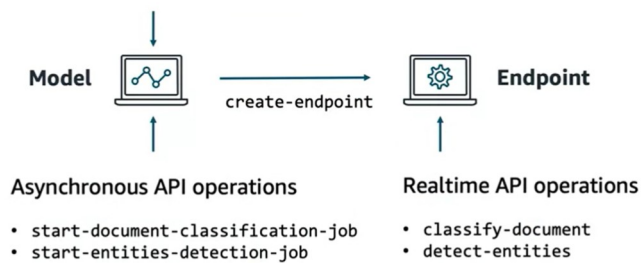 Model
Endpoint
create-endpoint
Asynchronous API operations
• start-document-classification-job
• start-entities-detection-job
Realtime API operations
• classify-document
• detect-entities